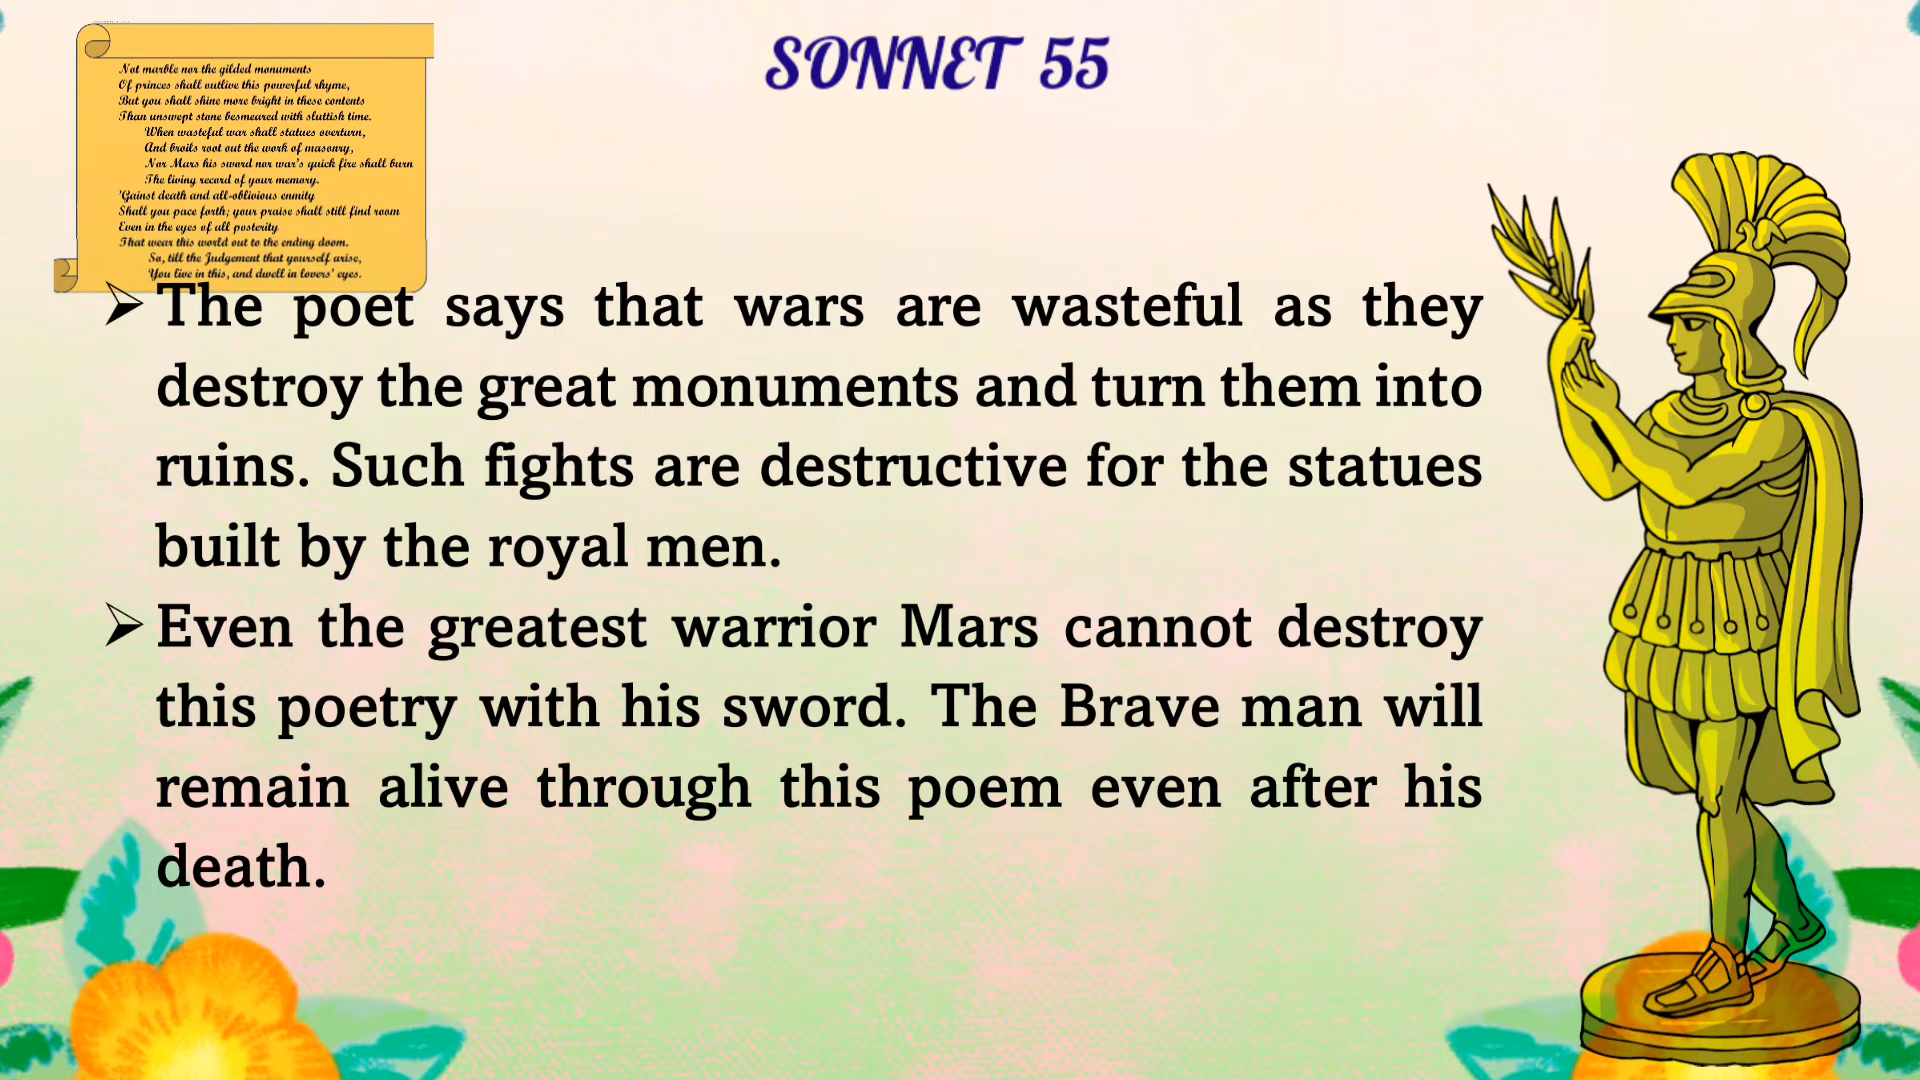 SONNET 55
Not marble nor the gilded monuments
Of princes shall outlive this powerful rhyme,
But you shall shine more bright in these contents
Than unswept stone besmeared with sluttish time.
When wasteful war shall statues overturn,
And broils root out the work of masonry,
Nor Mars his sword nor war's quick fire shall burn
The living record of your memory.
'Gainst death and all-oblivious enmity
Shall you pace forth; your praise shall still find room
Even in the eyes of all posterity
That wear this world out to the ending doom.
So, till the Judgement that yourself arise,
You live in this, and dwell in lovers' eyes.
➢ The poet says that wars are wasteful as they
destroy the great monuments and turn them into
ruins. Such fights are destructive for the statues
built by the royal men.
➢ Even the greatest warrior Mars cannot destroy
this poetry with his sword. The Brave man will
remain alive through this poem even after his
death.